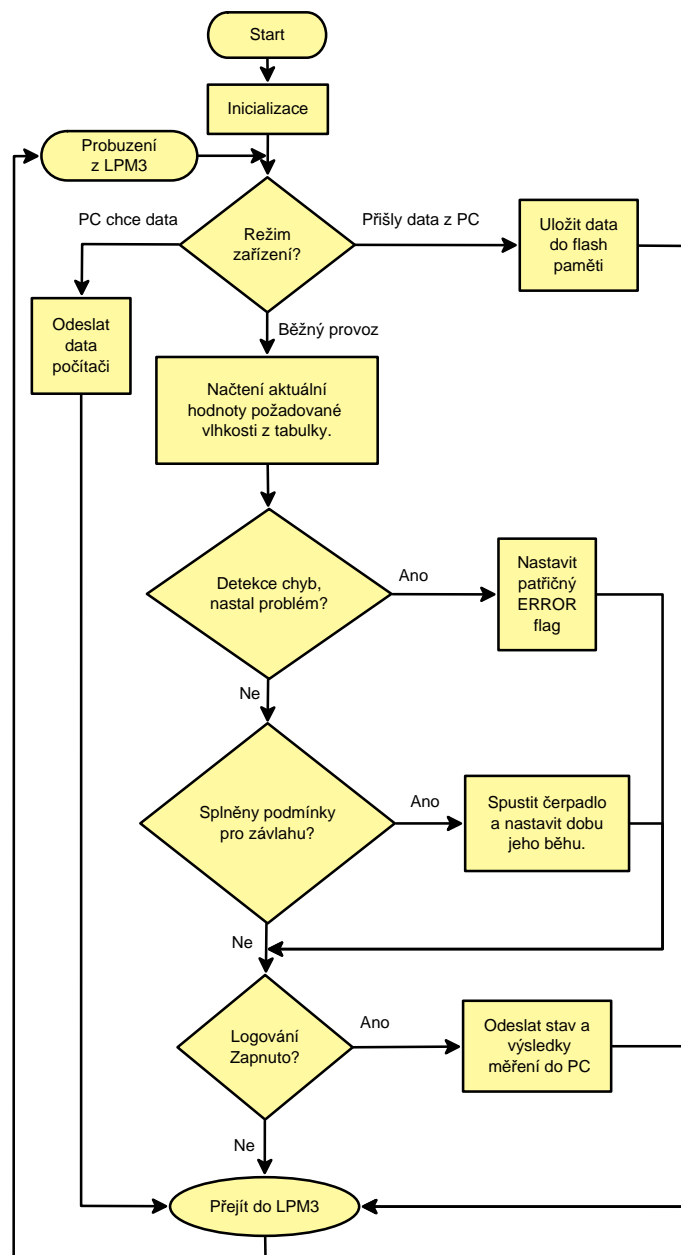 Start
Inicializace
Probuzení
z LPM3
PC chce data
Režim
zařízení?
Přišly data z PC
Uložit data
do flash
paměti
Odeslat
data
počítači
Běžný provoz
Načtení aktuální
hodnoty požadované
vlhkosti z tabulky.
Detekce chyb,
nastal problém?
Ano
Nastavit
patřičný
ERROR
flag
Ne
Splněny podmínky
pro závlahu?
Ano
Spustit čerpadlo
a nastavit dobu
jeho běhu.
Ne
Logování
Zapnuto?
Ano
Odeslat stav a
výsledky
měření do PC
Ne
Přejít do LPM3